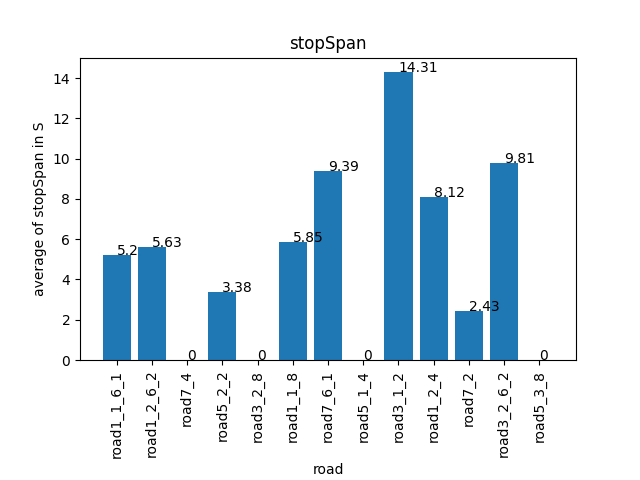 stopSpan
average of stopSpan in S
14
12
10
8
6
4
2
0
5.2
5.63
0
3.38
0
5.85
9.39
0
14.31
8.12
2.43
9.81
0
road1_1_6_1
road1_2_6_2
road7_4
road5_2_2
road3_2_8
road1_1_8
road7_6_1
road5_1_4
road3_1_2
road1_2_4
road7_2
road3_2_6_2
road5_3_8
road